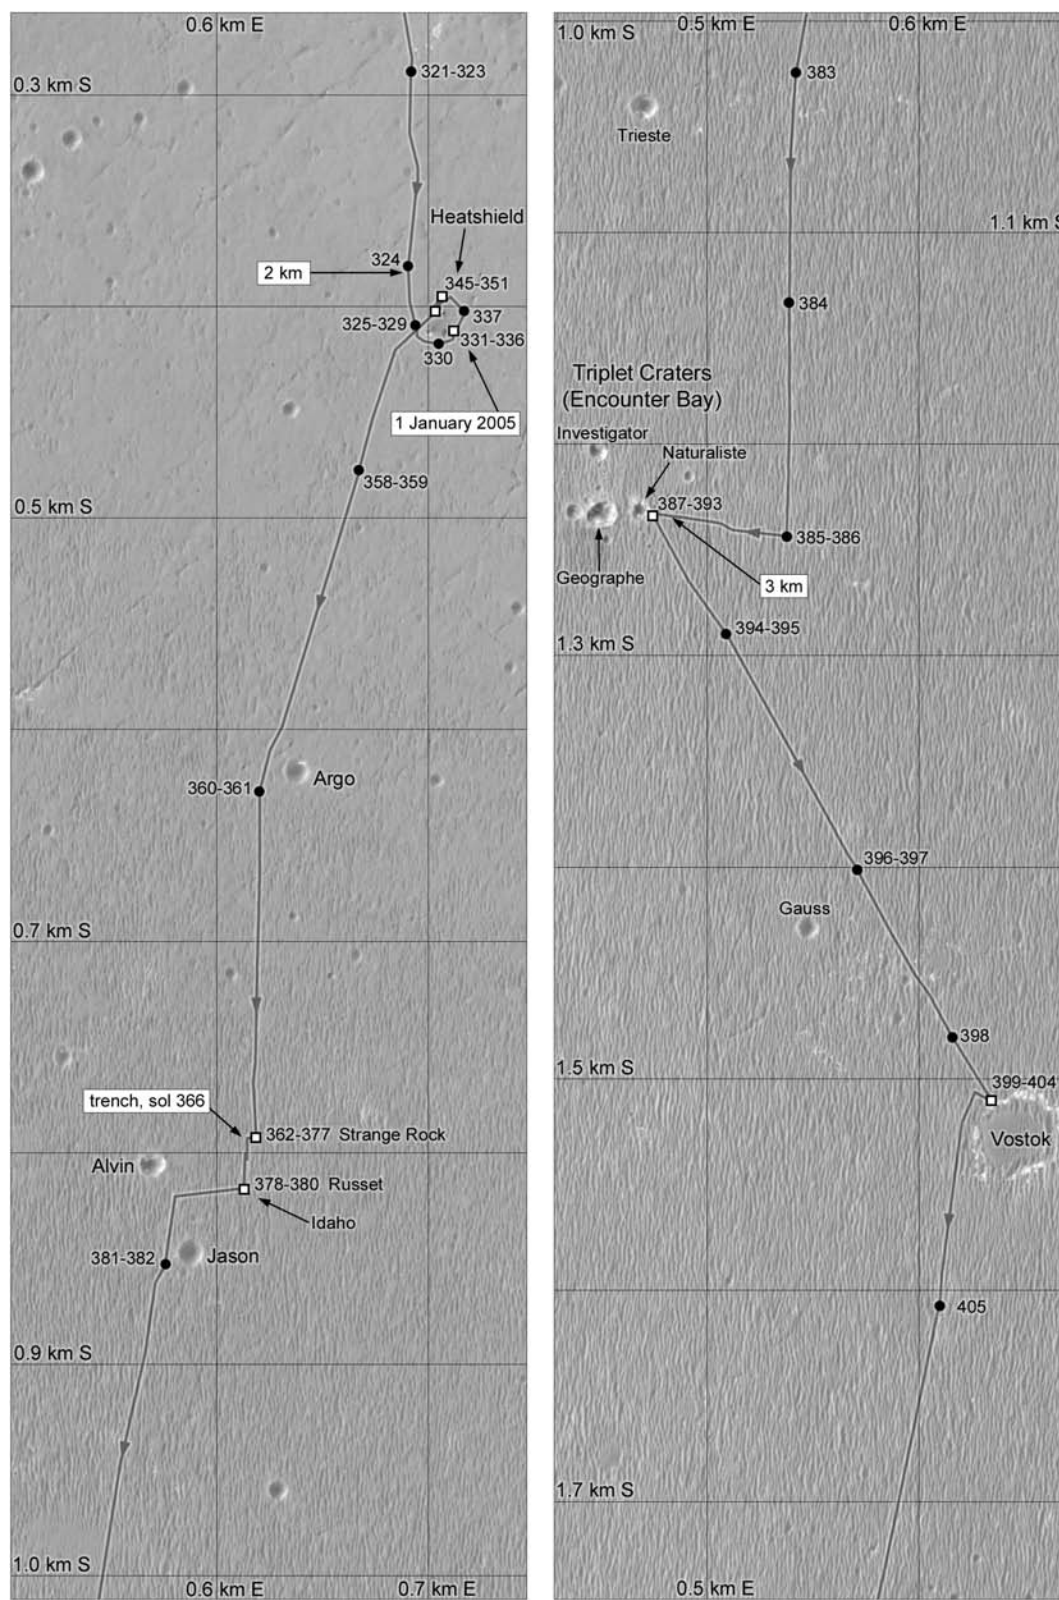 0.6 km E
321-323
0.3 km S
Heatshield
324
2 km
345-351
325-329
337
331-336
330
1 January 2005
358-359
0.5 km S
Argo
360-361
0.7 km S
trench, sol 366
362-377 Strange Rock
Alvin
378-380 Russet
Idaho
381-382
Jason
0.9 km S
1.0 km S
0.6 km E
0.7 km E
1.0 km S
0.5 km E
0.6 km E
383
Trieste
1.1 km S
384
Triplet Craters
(Encounter Bay)
Investigator
Naturaliste
387-393
385-386
Geographe
3 km
394-395
1.3 km S
396-397
Gauss
398
1.5 km S
399-404
Vostok
405
1.7 km S
0.5 km E